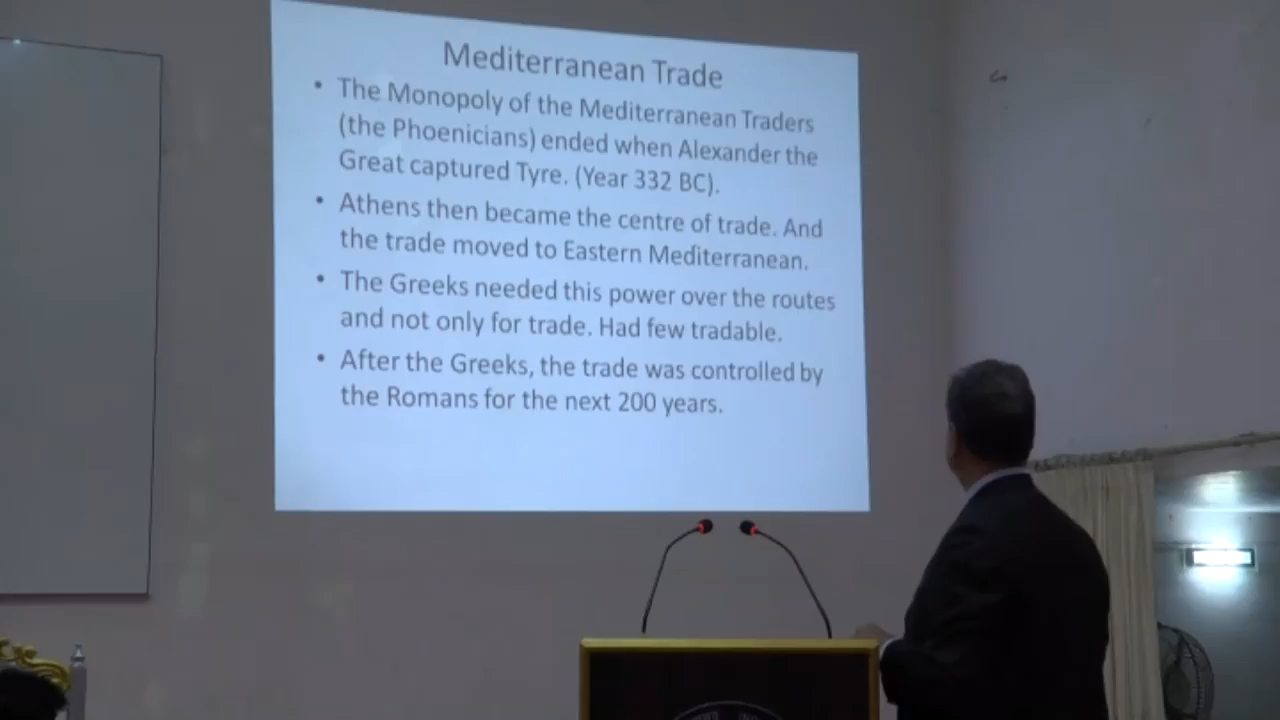 Mediterranean Trade
• The Monopoly of the Mediterranean Traders
(the Phoenicians) ended when Alexander the
Great captured Tyre. (Year 332 BC).
• Athens then became the centre of trade. And
the trade moved to Eastern Mediterranean.
• The Greeks needed this power over the routes
and not only for trade. Had few tradable.
• After the Greeks, the trade was controlled by
the Romans for the next 200 years.